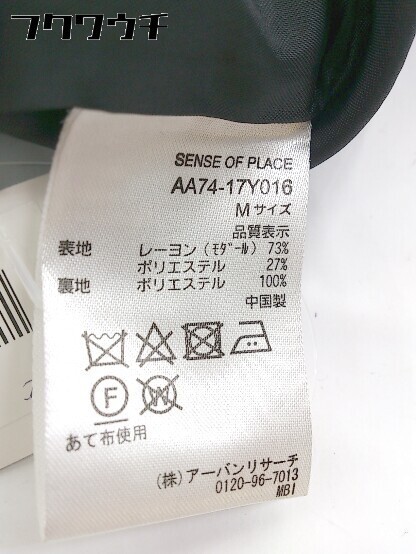 フクワウチ
SENSE OF PLACE
AA74-17Y016
Mサイズ
品質表示
表地 レーヨン(モダール) 73%
ポリエステル 27%
裏地 ポリエステル 100%
中国製
F W
あて布使用
(株)アーバンリサーチ
0120-96-7013
MBI